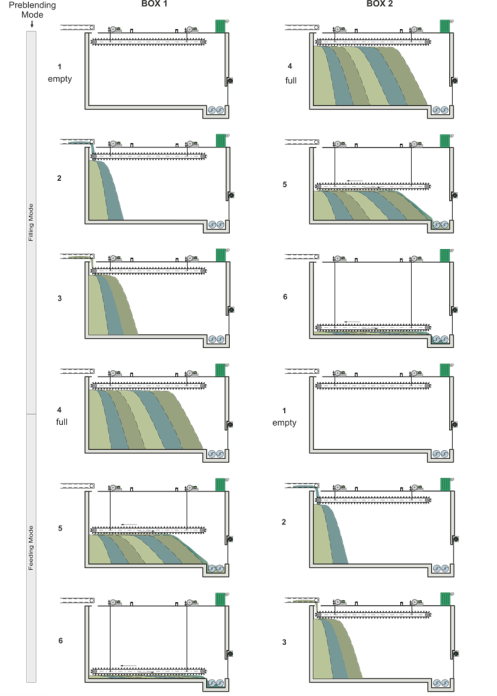 Preblending
Mode
BOX 1
BOX 2
1
empty
4
full
2
5
3
6
4
full
1
empty
5
2
6
3
Filling Mode
Feeding Mode